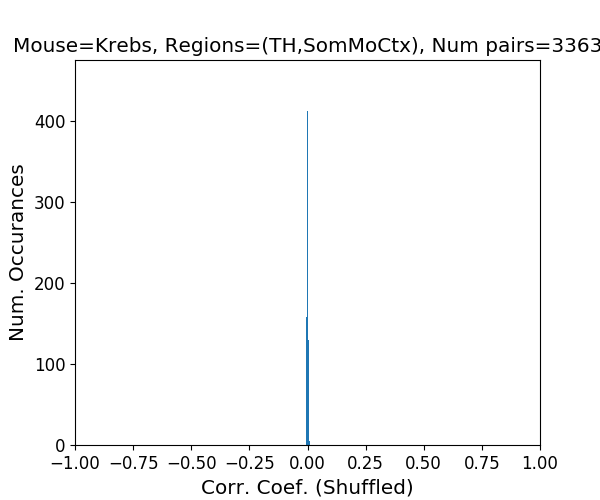 Mouse=Krebs, Regions=(TH,SomMoCtx), Num pairs=3363
Num. Occurances
400
300
200
100
0
−1.00 −0.75 −0.50 −0.25 0.00 0.25 0.50 0.75 1.00
Corr. Coef. (Shuffled)